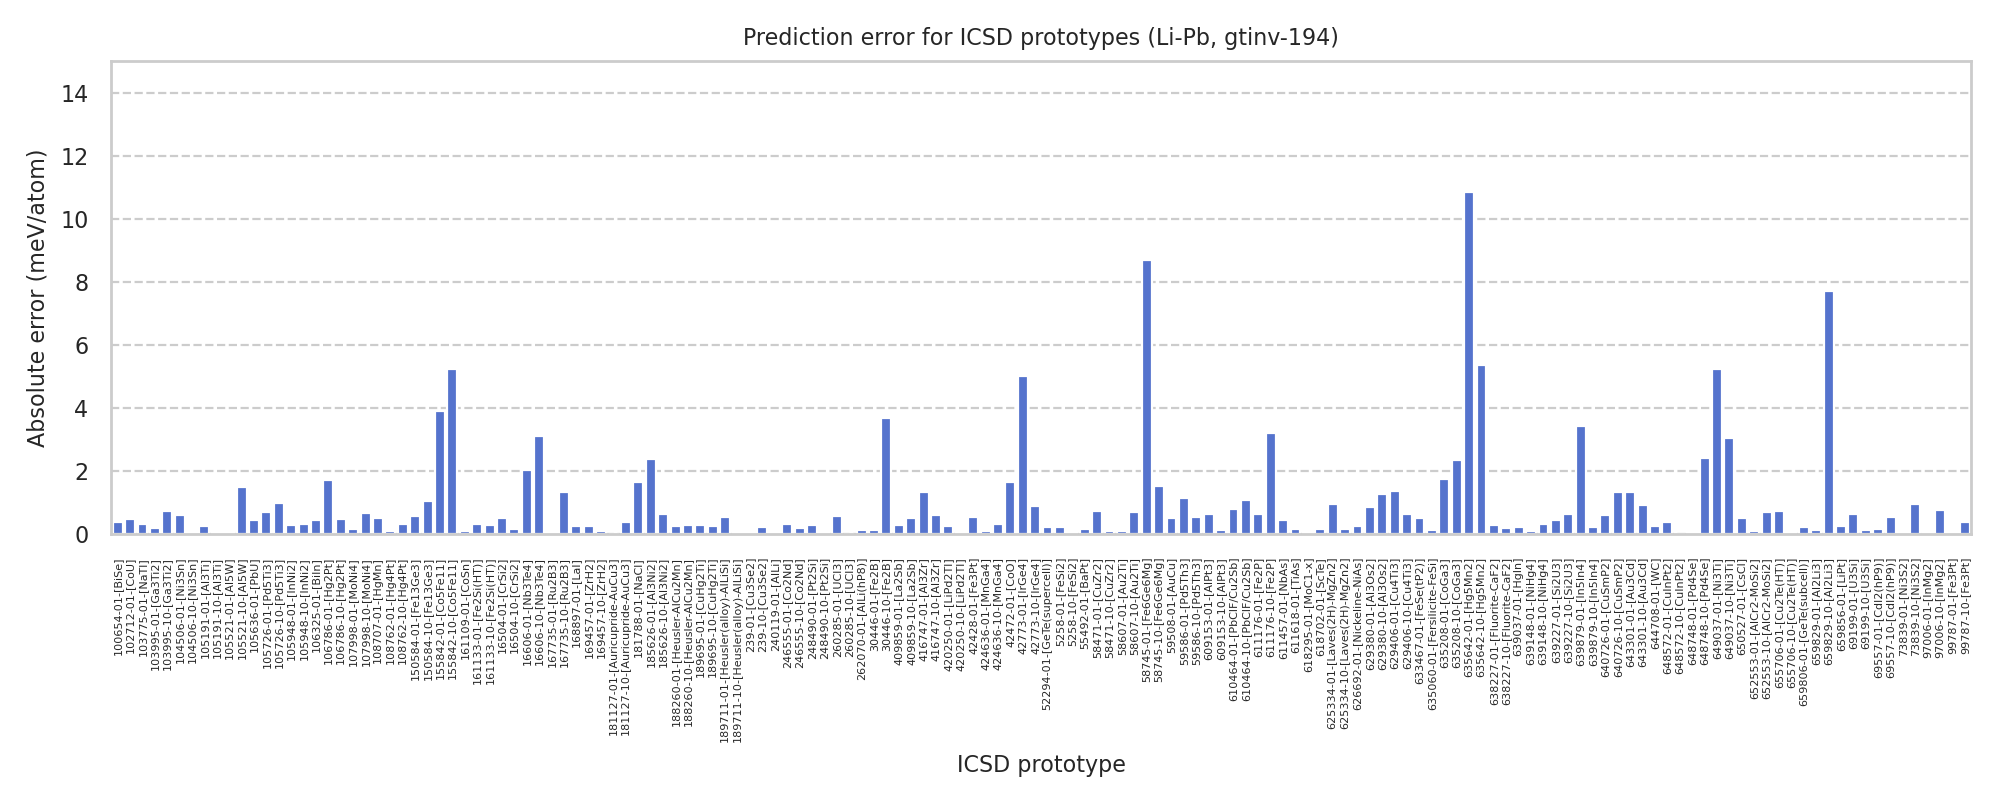 Prediction error for ICSD prototypes (Li-Pb, gtinv-194)
Absolute error (meV/atom)
14
12
10
8
6
4
2
0
100654-01-[BiSe]
102712-01-[CoU]
103775-01-[NaTl]
103995-01-[Ga3Ti2]
103995-10-[Ga3Ti2]
104506-01-[Ni3Sn]
104506-10-[Ni3Sn]
105191-01-[Al3Ti]
105191-10-[Al3Ti]
105521-01-[Al5W]
105521-10-[Al5W]
105636-01-[PbU]
105726-01-[Pd5Ti3]
105726-10-[Pd5Ti3]
105948-01-[InNi2]
105948-10-[InNi2]
106325-01-[BiIn]
106786-01-[Hg2Pt]
106786-10-[Hg2Pt]
107998-01-[MoNi4]
107998-10-[MoNi4]
108707-01-[HgMn]
108762-01-[Hg4Pt]
108762-10-[Hg4Pt]
150584-01-[Fe13Ge3]
150584-10-[Fe13Ge3]
155842-01-[Co5Fe11]
155842-10-[Co5Fe11]
161109-01-[CoSn]
161133-01-[Fe2Si(HT)]
161133-10-[Fe2Si(HT)]
16504-01-[CrSi2]
16504-10-[CrSi2]
16606-01-[Nb3Te4]
16606-10-[Nb3Te4]
167735-01-[Ru2B3]
167735-10-[Ru2B3]
168897-01-[LaI]
169457-01-[ZrH2]
169457-10-[ZrH2]
181127-01-[Auricupride-AuCu3]
181127-10-[Auricupride-AuCu3]
181788-01-[NaCl]
185626-01-[Al3Ni2]
185626-10-[Al3Ni2]
188260-01-[Heusler-AlCu2Mn]
188260-10-[Heusler-AlCu2Mn]
189695-01-[CuHg2Ti]
189695-10-[CuHg2Ti]
189711-01-[Heusler(alloy)-AlLiSi]
189711-10-[Heusler(alloy)-AlLiSi]
239-01-[Cu3Se2]
239-10-[Cu3Se2]
240119-01-[AlLi]
246555-01-[Co2Nd]
246555-10-[Co2Nd]
248490-01-[Pt2Si]
248490-10-[Pt2Si]
260285-01-[UCl3]
260285-10-[UCl3]
262070-01-[AlLi(hP8)]
30446-01-[Fe2B]
30446-10-[Fe2B]
409859-01-[La2Sb]
409859-10-[La2Sb]
416747-01-[Al3Zr]
416747-10-[Al3Zr]
420250-01-[LiPd2Tl]
420250-10-[LiPd2Tl]
42428-01-[Fe3Pt]
424636-01-[MnGa4]
424636-10-[MnGa4]
42472-01-[CoO]
42773-01-[IrGe4]
42773-10-[IrGe4]
52294-01-[GeTe(supercell)]
5258-01-[FeSi2]
5258-10-[FeSi2]
55492-01-[BaPt]
58471-01-[CuZr2]
58471-10-[CuZr2]
58607-01-[Au2Ti]
58607-10-[Au2Ti]
58745-01-[Fe6Ge6Mg]
58745-10-[Fe6Ge6Mg]
59508-01-[AuCu]
59586-01-[Pd5Th3]
59586-10-[Pd5Th3]
609153-01-[AlPt3]
609153-10-[AlPt3]
610464-01-[PbClF/Cu2Sb]
610464-10-[PbClF/Cu2Sb]
611176-01-[Fe2P]
611176-10-[Fe2P]
611457-01-[NbAs]
611618-01-[TiAs]
618295-01-[MoC1-x]
618702-01-[ScTe]
625334-01-[Laves(2H)-MgZn2]
625334-10-[Laves(2H)-MgZn2]
626692-01-[Nickeline-NiAs]
629380-01-[Al3Os2]
629380-10-[Al3Os2]
629406-01-[Cu4Ti3]
629406-10-[Cu4Ti3]
633467-01-[FeSe(tP2)]
635060-01-[Fersilicite-FeSi]
635208-01-[CoGa3]
635208-10-[CoGa3]
635642-01-[Hg5Mn2]
635642-10-[Hg5Mn2]
638227-01-[Fluorite-CaF2]
638227-10-[Fluorite-CaF2]
639037-01-[HgIn]
639148-01-[NiHg4]
639148-10-[NiHg4]
639227-01-[Si2U3]
639227-10-[Si2U3]
639879-01-[In5In4]
639879-10-[In5In4]
640726-01-[CuSmP2]
640726-10-[CuSmP2]
643301-01-[Au3Cd]
643301-10-[Au3Cd]
644708-01-[WC]
648572-01-[CuInPt2]
648572-10-[CuInPt2]
648748-01-[Pd4Se]
648748-10-[Pd4Se]
649037-01-[Ni3Ti]
649037-10-[Ni3Ti]
650527-01-[CsCl]
652553-01-[AlCr2-MoSi2]
652553-10-[AlCr2-MoSi2]
655706-01-[Cu2Te(HT)]
655706-10-[Cu2Te(HT)]
659806-01-[GeTe(subcell)]
659829-01-[Al2Li3]
659829-10-[Al2Li3]
659856-01-[LiPt]
69199-01-[U3Si]
69199-10-[U3Si]
69557-01-[CdI2(hP9)]
69557-10-[CdI2(hP9)]
73839-01-[Ni3S2]
73839-10-[Ni3S2]
97006-01-[InMg2]
97006-10-[InMg2]
99787-01-[Fe3Pt]
99787-10-[Fe3Pt]
ICSD prototype